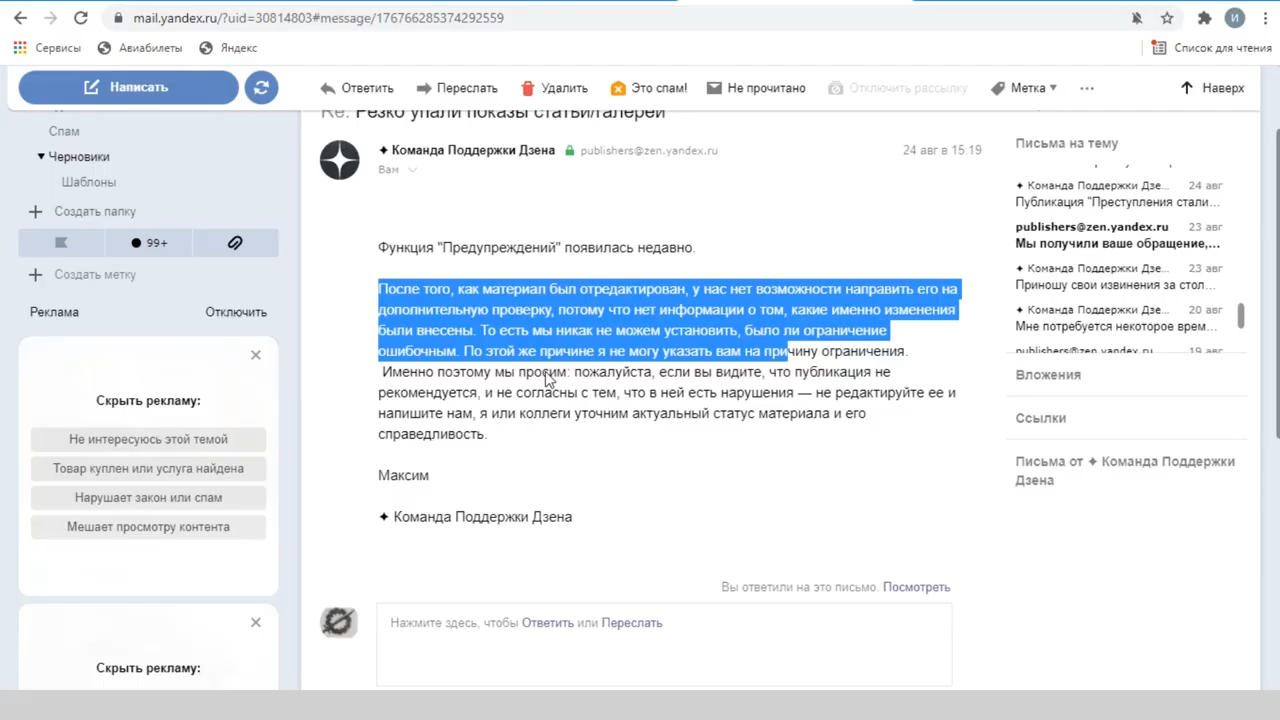 mail.yandex.ru/?uid=30814803#message/176766285374292559
И
Сервисы
Авиабилеты
Яндекс
Список для чтения
Написать
Ответить
Переслать
Удалить
Это спам!
Не прочитано
Отключить рассылку
Метка
Наверх
Спам
Черновики
Шаблоны
Создать папку
99+
Создать метку
Реклама
Отключить
Скрыть рекламу:
Не интересуюсь этой темой
Товар куплен или услуга найдена
Нарушает закон или спам
Мешает просмотру контента
Скрыть рекламу:
Re: Резко упали показы статьи/галереи
✦ Команда Поддержки Дзена publishers@zen.yandex.ru
24 авг в 15:19
Вам
Функция "Предупреждений" появилась недавно.
После того, как материал был отредактирован, у нас нет возможности направить его на
дополнительную проверку, потому что нет информации о том, какие именно изменения
были внесены. То есть мы никак не можем установить, было ли ограничение
ошибочным. По этой же причине я не могу указать вам на причину ограничения.
Именно поэтому мы просим: пожалуйста, если вы видите, что публикация не
рекомендуется, и не согласны с тем, что в ней есть нарушения — не редактируйте ее и
напишите нам, я или коллеги уточним актуальный статус материала и его
справедливость.
Максим
✦ Команда Поддержки Дзена
Вы ответили на это письмо. Посмотреть
Нажмите здесь, чтобы Ответить или Переслать
Письма на тему
✦ Команда Поддержки Дзе... 24 авг
Публикация "Преступления стали...
publishers@zen.yandex.ru 23 авг
Мы получили ваше обращение,...
✦ Команда Поддержки Дзе... 23 авг
Приношу свои извинения за стол...
✦ Команда Поддержки Дзе... 20 авг
Мне потребуется некоторое врем...
publishers@zen.yandex.ru 19 авг
Вложения
Ссылки
Письма от ✦ Команда Поддержки
Дзена